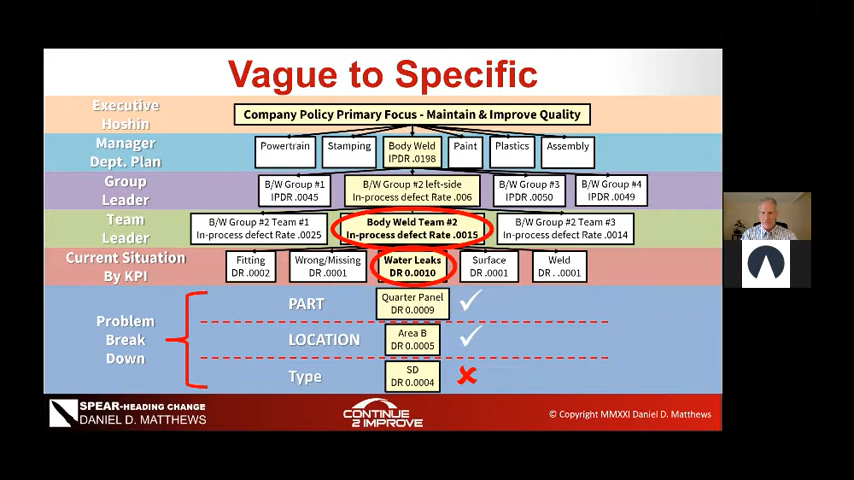 Vague to Specific
Executive
Hoshin
Company Policy Primary Focus - Maintain & Improve Quality
Manager
Dept. Plan
Powertrain
Stamping
Body Weld
IPDR .0198
Paint
Plastics
Assembly
Group
Leader
B/W Group #1
IPDR .0045
B/W Group #2 left-side
In-process defect Rate .006
B/W Group #3
IPDR .0050
B/W Group #4
IPDR .0049
Team
Leader
B/W Group #2 Team #1
In-process defect Rate .0025
Body Weld Team #2
In-process defect Rate .0015
B/W Group #2 Team #3
In-process defect Rate .0014
Current Situation
By KPI
Fitting
DR .0002
Wrong/Missing
DR .0001
Water Leaks
DR 0.0010
Surface
DR .0001
Weld
DR . .0001
Problem
Break
Down
PART
Quarter Panel
DR 0.0009
LOCATION
Area B
DR 0.0005
Type
SD
DR 0.0004
SPEAR-HEADING CHANGE
DANIEL D. MATTHEWS
CONTINUE
2 IMPROVE
© Copyright MMXXI Daniel D. Matthews